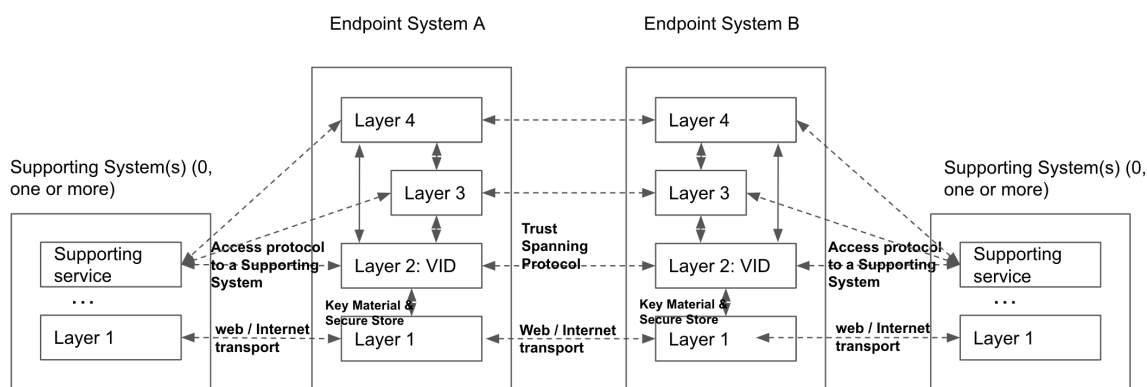 Endpoint System A
Endpoint System B
Layer 4
Layer 4
Supporting System(s) (0,
one or more)
Supporting System(s) (0,
one or more)
Layer 3
Layer 3
Trust
Spanning
Protocol
Supporting
service
Access protocol
to a Supporting
System
Layer 2: VID
Layer 2: VID
Access protocol
to a Supporting
System
Supporting
service
...
...
Key Material &
Secure Store
Key Material &
Secure Store
Layer 1
web / Internet
transport
Layer 1
Web / Internet
transport
Layer 1
web / Internet
transport
Layer 1